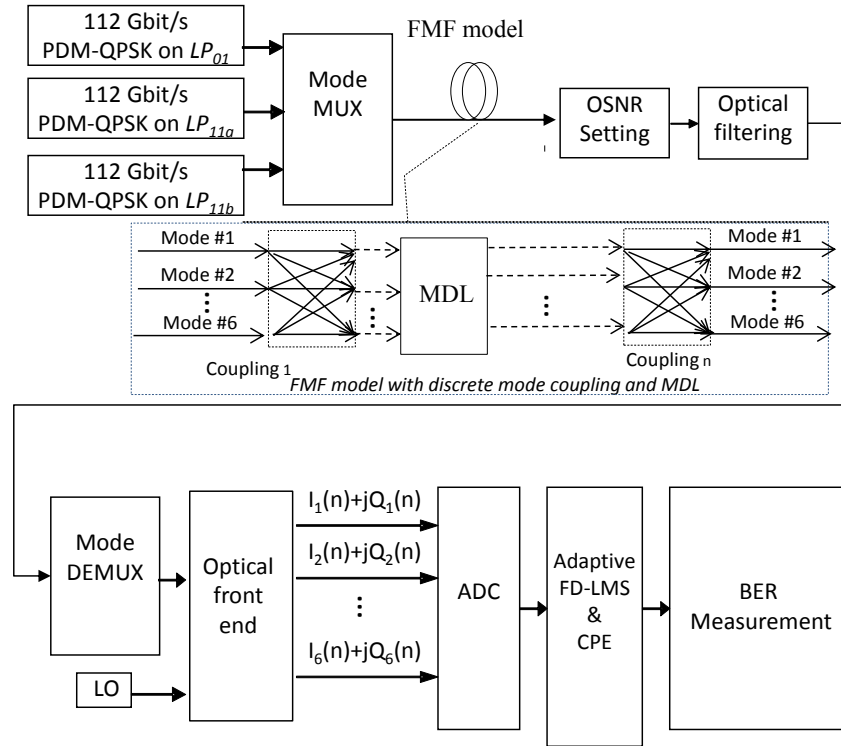 112 Gbit/s
PDM-QPSK on LP01
112 Gbit/s
PDM-QPSK on LP11a
112 Gbit/s
PDM-QPSK on LP11b
Mode
MUX
FMF model
OSNR
Setting
Optical
filtering
Mode #1
Mode #2
Mode #6
Coupling 1
MDL
Mode #1
Mode #2
Mode #6
Coupling n
FMF model with discrete mode coupling and MDL
Mode
DEMUX
LO
Optical
front
end
I1(n)+jQ1(n)
I2(n)+jQ2(n)
I6(n)+jQ6(n)
ADC
Adaptive
FD-LMS
&
CPE
BER
Measurement